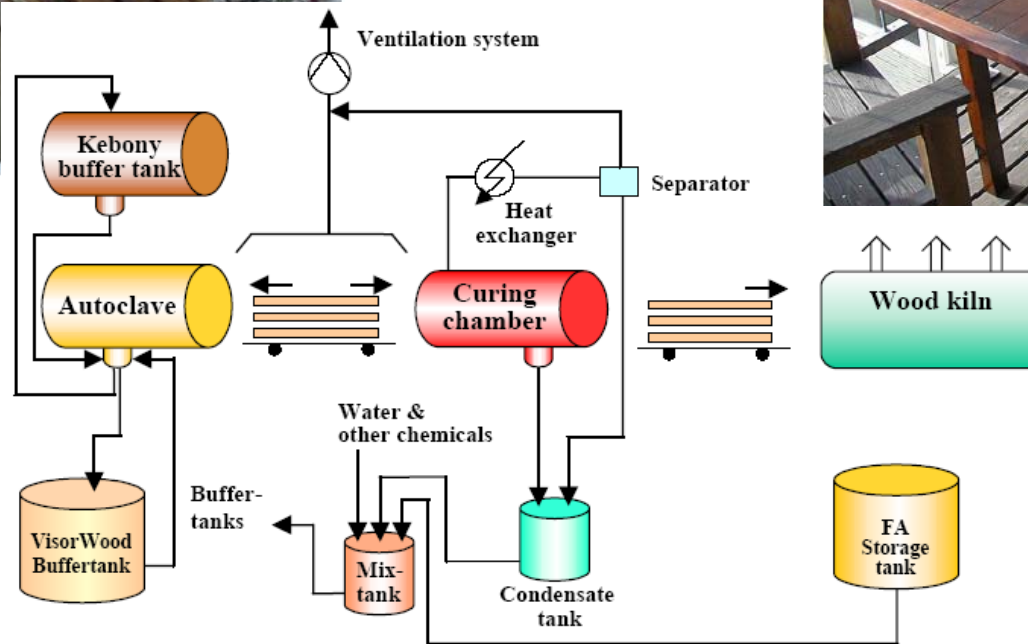 Ventilation system
Kebony
buffer tank
Separator
Heat
exchanger
Autoclave
Curing
chamber
Wood kiln
Water &
other chemicals
Buffer-
tanks
VisorWood
Buffertank
Mix-
tank
Condensate
tank
FA
Storage
tank